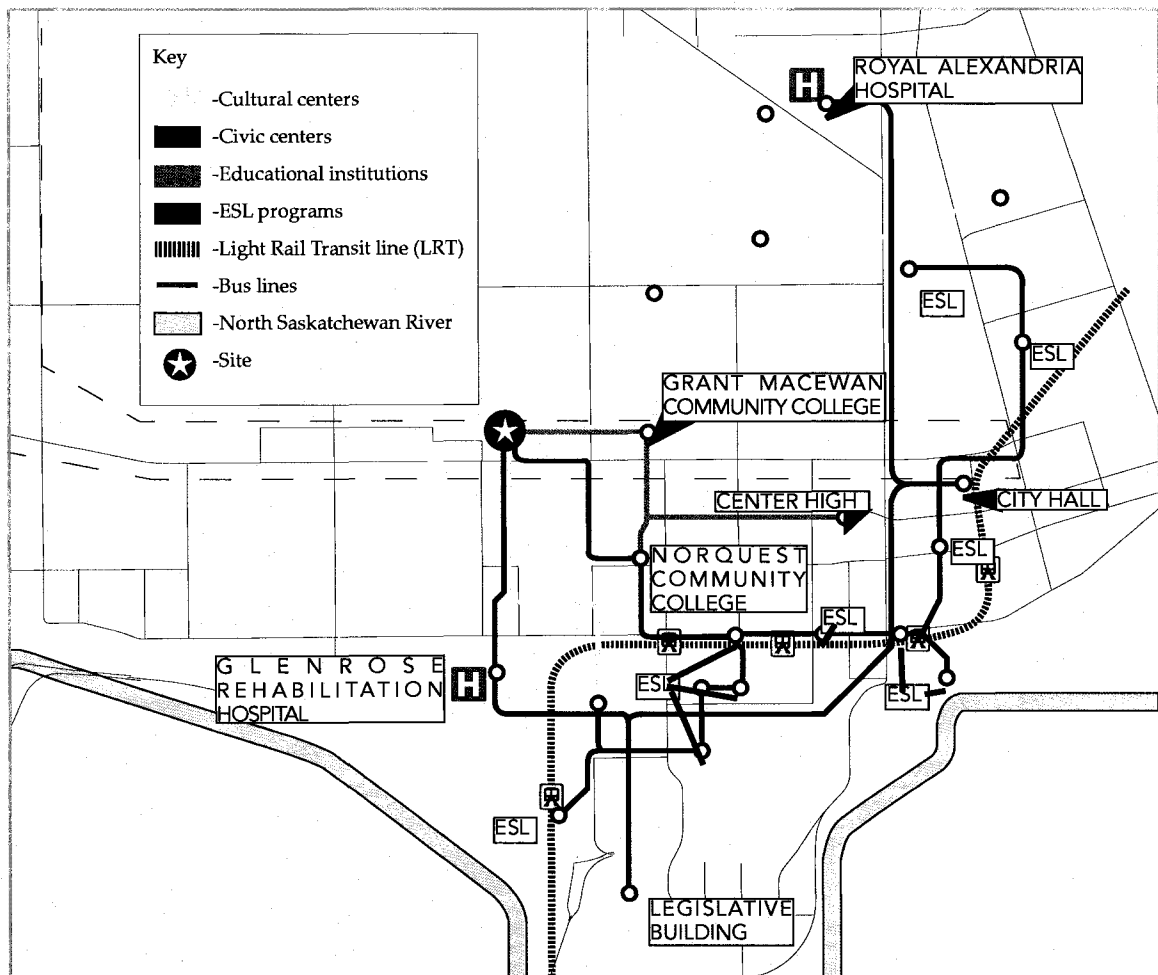 Key
-Cultural centers
-Civic centers
-Educational institutions
-ESL programs
-Light Rail Transit line (LRT)
-Bus lines
-North Saskatchewan River
-Site
H
ROYAL ALEXANDRIA
HOSPITAL
ESL
ESL
GRANT MACEWAN
COMMUNITY COLLEGE
CENTER HIGH
CITY HALL
NORQUEST
COMMUNITY
COLLEGE
ESL
ESL
GLENROSE
REHABILITATION
HOSPITAL
H
ESL
ESL
ESL
LEGISLATIVE
BUILDING